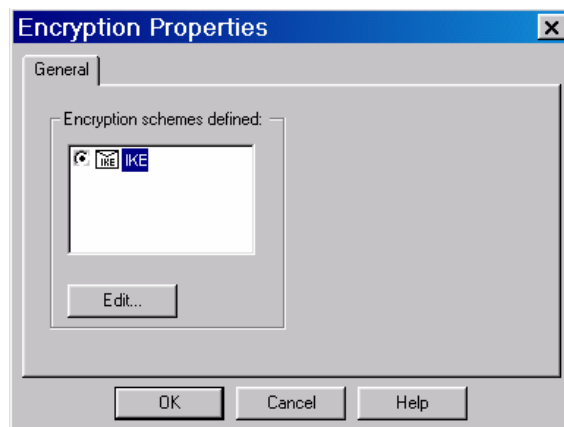 Encryption Properties
General
Encryption schemes defined:
IKE IKE
Edit...
OK Cancel Help